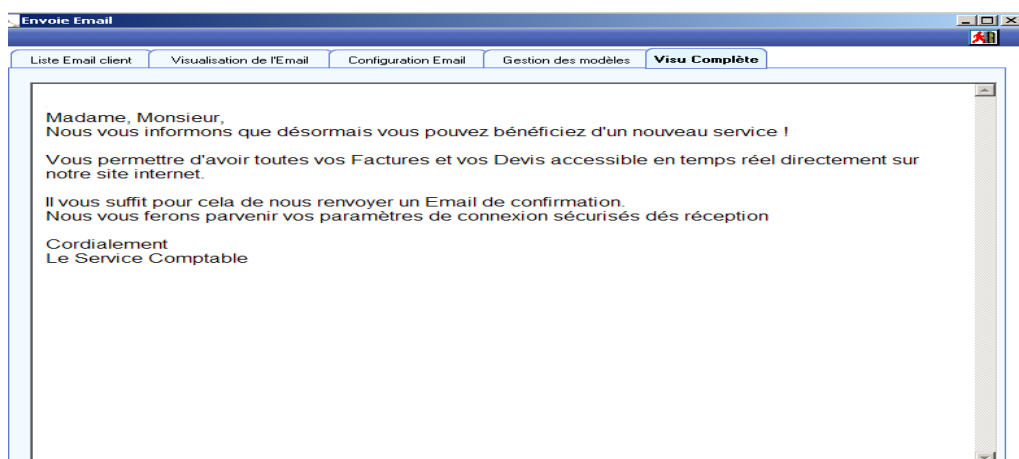 Envoie Email
Liste Email client
Visualisation de l'Email
Configuration Email
Gestion des modèles
Visu Complète
Madame, Monsieur,
Nous vous informons que désormais vous pouvez bénéficiez d'un nouveau service !
Vous permettre d'avoir toutes vos Factures et vos Devis accessible en temps réel directement sur
notre site internet.
Il vous suffit pour cela de nous renvoyer un Email de confirmation.
Nous vous ferons parvenir vos paramètres de connexion sécurisés dés réception
Cordialement
Le Service Comptable